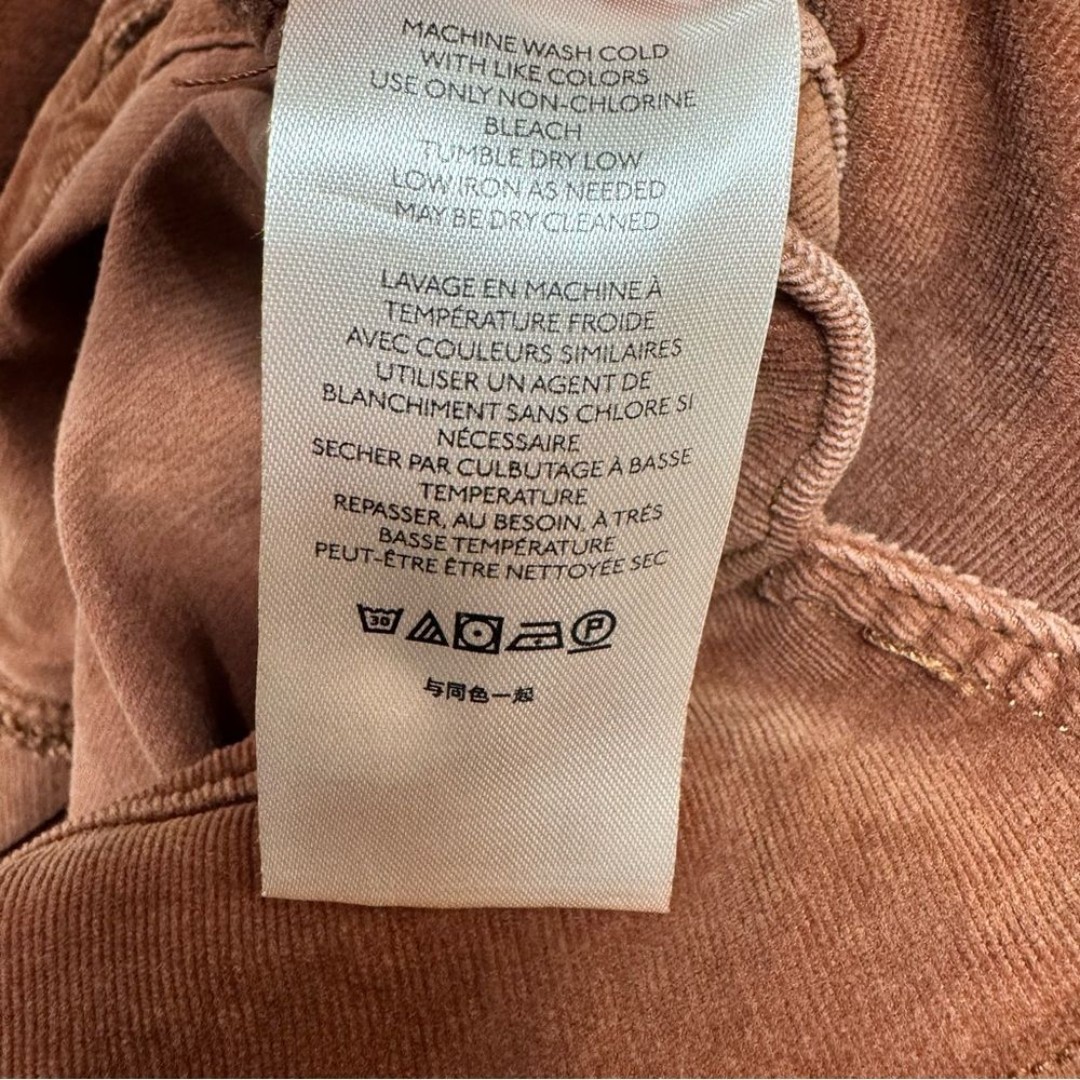 MACHINE WASH COLD
WITH LIKE COLORS
USE ONLY NON-CHLORINE
BLEACH
TUMBLE DRY LOW
LOW IRON AS NEEDED
MAY BE DRY CLEANED
LAVAGE EN MACHINE À
TEMPÉRATURE FROIDE
AVEC COULEURS SIMILAIRES
UTILISER UN AGENT DE
BLANCHIMENT SANS CHLORE SI
NÉCESSAIRE
SECHER PAR CULBUTAGE À BASSE
TEMPERATURE
REPASSER, AU BESOIN, À TRÉS
BASSE TEMPÉRATURE
PEUT-ÊTRE ÊTRE NETTOYÉE SEC
30 P
与同色一起